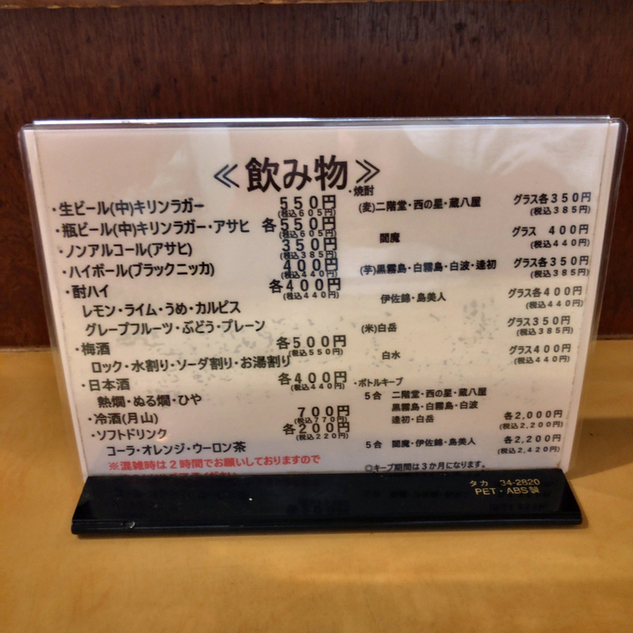 ≪飲み物≫
・生ビール(中)キリンラガー 550円
(税込605円)
・瓶ビール(中)キリンラガー・アサヒ 各550円
(税込605円)
・ノンアルコール(アサヒ) 350円
(税込385円)
・ハイボール(ブラックニッカ) 400円
(税込440円)
・酎ハイ 各400円
(税込440円)
レモン・ライム・うめ・カルピス
グレープフルーツ・ぶどう・プレーン
・梅酒 各500円
(税込550円)
ロック・水割り・ソーダ割り・お湯割り
・日本酒 各400円
(税込440円)
熱燗・ぬる燗・ひや
・冷酒(月山) 700円
(税込770円)
・ソフトドリンク 各200円
(税込220円)
コーラ・オレンジ・ウーロン茶
※混雑時は2時間でお願いしておりますので
・焼酎
(麦)二階堂・西の星・蔵八屋 グラス各350円
(税込385円)
閻魔 グラス 400円
(税込440円)
(芋)黒霧島・白霧島・白波・達初 グラス各350円
(税込385円)
伊佐錦・島美人 グラス各400円
(税込440円)
(米)白岳 グラス350円
(税込385円)
白水 グラス400円
(税込440円)
・ボトルキープ
5合 二階堂・西の星・蔵八屋
黒霧島・白霧島・白波
達初・白岳 各2,000円
(税込2,200円)
5合 閻魔・伊佐錦・島美人 各2,200円
(税込2,420円)
◎キープ期間は3か月になります。
タカ 34-2820
PET・ABS製